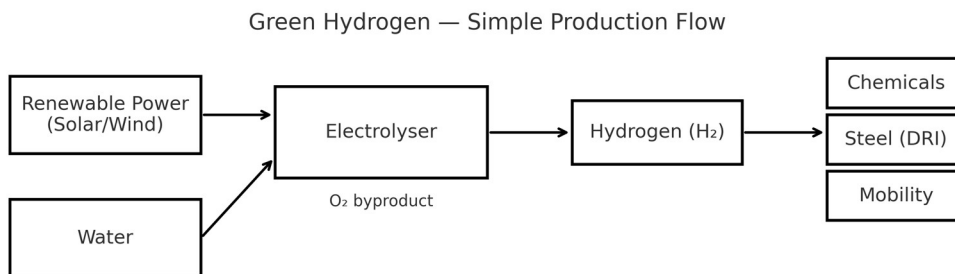 Green Hydrogen — Simple Production Flow
Renewable Power
(Solar/Wind)
Electrolyser
O₂ byproduct
Hydrogen (H₂)
Chemicals
Steel (DRI)
Mobility
Water